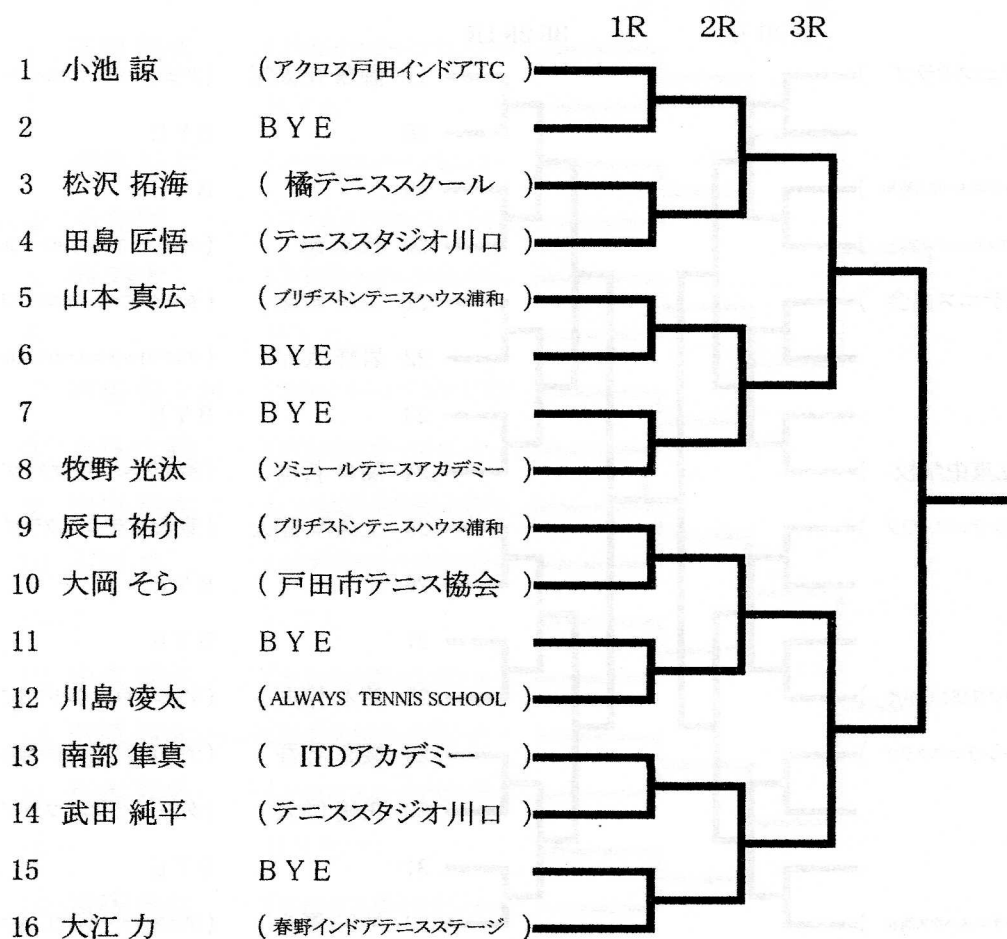 1R 2R 3R
1 小池 諒 (アクロス戸田インドアTC)
2 BYE
3 松沢 拓海 (橘テニススクール)
4 田島 匠悟 (テニススタジオ川口)
5 山本 真広 (ブリヂストンテニスハウス浦和)
6 BYE
7 BYE
8 牧野 光汰 (ソミュールテニスアカデミー)
9 辰巳 祐介 (ブリヂストンテニスハウス浦和)
10 大岡 そら (戸田市テニス協会)
11 BYE
12 川島 凌太 (ALWAYS TENNIS SCHOOL)
13 南部 隼真 (ITDアカデミー)
14 武田 純平 (テニススタジオ川口)
15 BYE
16 大江 力 (春野インドアテニスステージ)